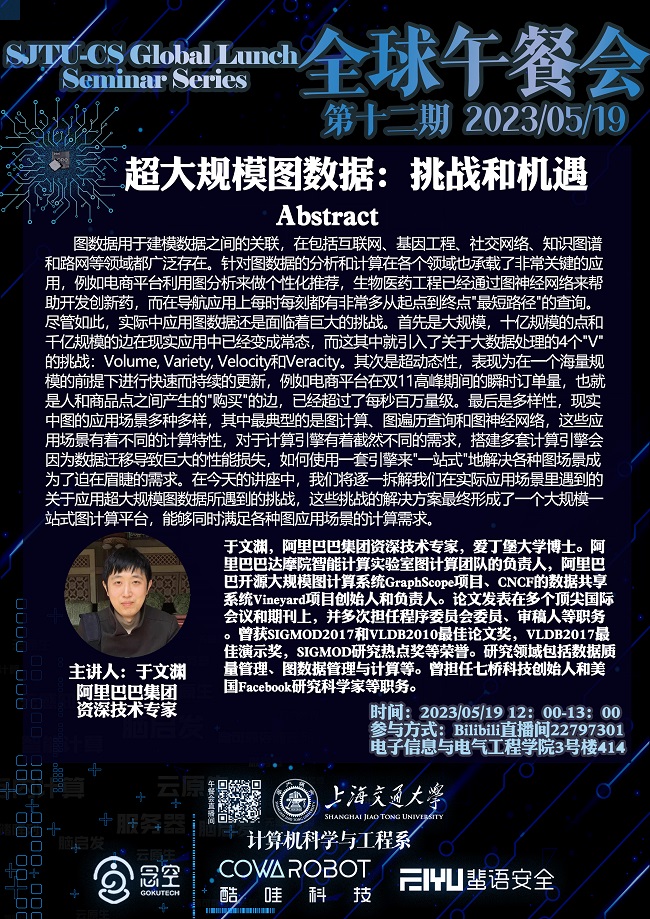 SJTU-CS Global Lunch
Seminar Series
全球午餐会
第十二期 2023/05/19
超大规模图数据：挑战和机遇
Abstract
图数据用于建模数据之间的关联，在包括互联网、基因工程、社交网络、知识图谱
和路网等领域都广泛存在。针对图数据的分析和计算在各个领域也承载了非常关键的应
用，例如电商平台利用图分析来做个性化推荐，生物医药工程已经通过图神经网络来帮
助开发创新药，而在导航应用上每时每刻都有非常多从起点到终点"最短路径"的查询。
尽管如此，实际中应用图数据还是面临着巨大的挑战。首先是大规模，十亿规模的点和
千亿规模的边在现实应用中已经变成常态，而这其中就引入了关于大数据处理的4个"V"
的挑战：Volume, Variety, Velocity和Veracity。其次是超动态性，表现为在一个海量规
模的前提下进行快速而持续的更新，例如电商平台在双11高峰期间的瞬时订单量，也就
是人和商品点之间产生的"购买"的边，已经超过了每秒百万量级。最后是多样性，现实
中图的应用场景多种多样，其中最典型的是图计算、图遍历查询和图神经网络，这些应
用场景有着不同的计算特性，对于计算引擎有着截然不同的需求，搭建多套计算引擎会
因为数据迁移导致巨大的性能损失，如何使用一套引擎来"一站式"地解决各种图场景成
为了迫在眉睫的需求。在今天的讲座中，我们将逐一拆解我们在实际应用场景里遇到的
关于应用超大规模图数据所遇到的挑战，这些挑战的解决方案最终形成了一个大规模一
站式图计算平台，能够同时满足各种图应用场景的计算需求。
于文渊，阿里巴巴集团资深技术专家，爱丁堡大学博士。阿
里巴巴达摩院智能计算实验室图计算团队的负责人，阿里巴
巴开源大规模图计算系统GraphScope项目、CNCF的数据共享
系统Vineyard项目创始人和负责人。论文发表在多个顶尖国际
会议和期刊上，并多次担任程序委员会委员、审稿人等职务
。曾获SIGMOD2017和VLDB2010最佳论文奖，VLDB2017最
佳演示奖，SIGMOD研究热点奖等荣誉。研究领域包括数据质
量管理、图数据管理与计算等。曾担任七桥科技创始人和美
国Facebook研究科学家等职务。
主讲人：于文渊
阿里巴巴集团
资深技术专家
时间：2023/05/19 12：00-13：00
参与方式：Bilibili直播间22797301
电子信息与电气工程学院3号楼414
午餐会直播间
上海交通大学
SHANGHAI JIAO TONG UNIVERSITY
计算机科学与工程系
念空
GOKUTECH
COWAROBOT
酷哇科技
FEIYU 蜚语安全